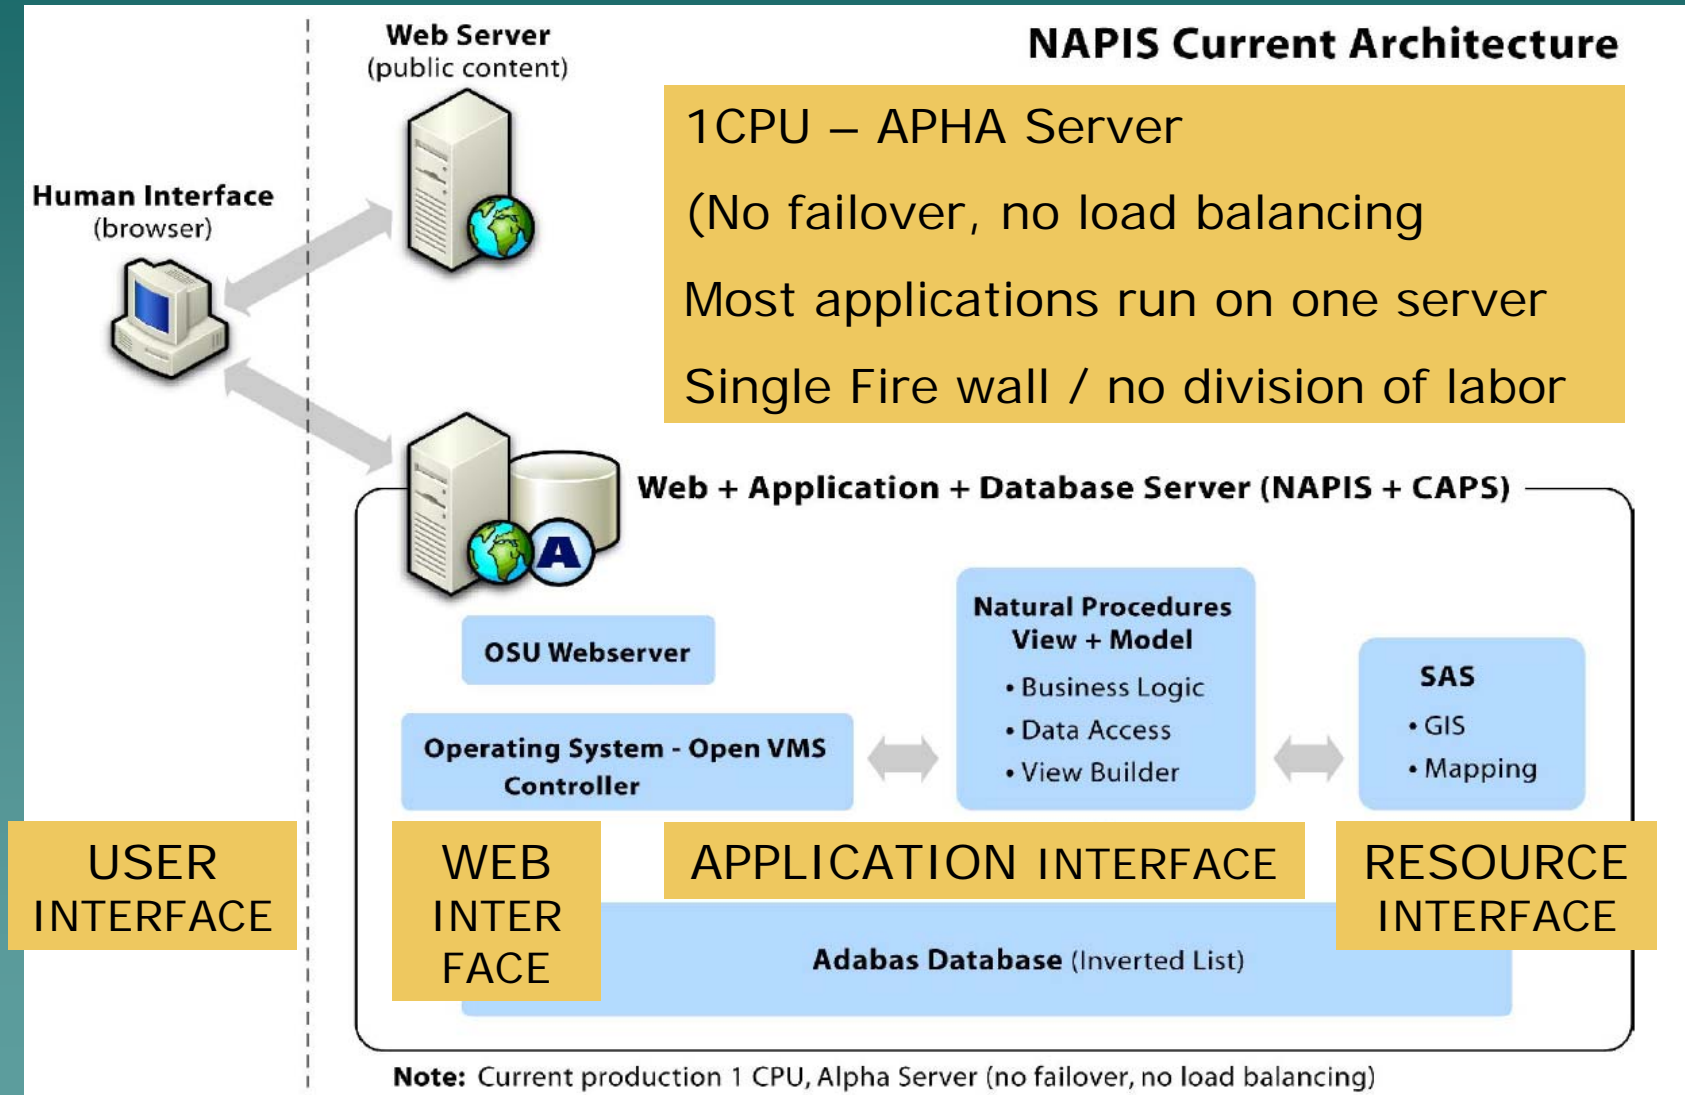 Web Server
(public content)
NAPIS Current Architecture
1CPU – APHA Server
(No failover, no load balancing
Most applications run on one server
Single Fire wall / no division of labor
Human Interface
(browser)
Web + Application + Database Server (NAPIS + CAPS)
A
OSU Webserver
Operating System - Open VMS
Controller
Natural Procedures
View + Model
• Business Logic
• Data Access
• View Builder
SAS
• GIS
• Mapping
USER
INTERFACE
WEB
INTER
FACE
APPLICATION INTERFACE
RESOURCE
INTERFACE
Adabas Database (Inverted List)
Note: Current production 1 CPU, Alpha Server (no failover, no load balancing)